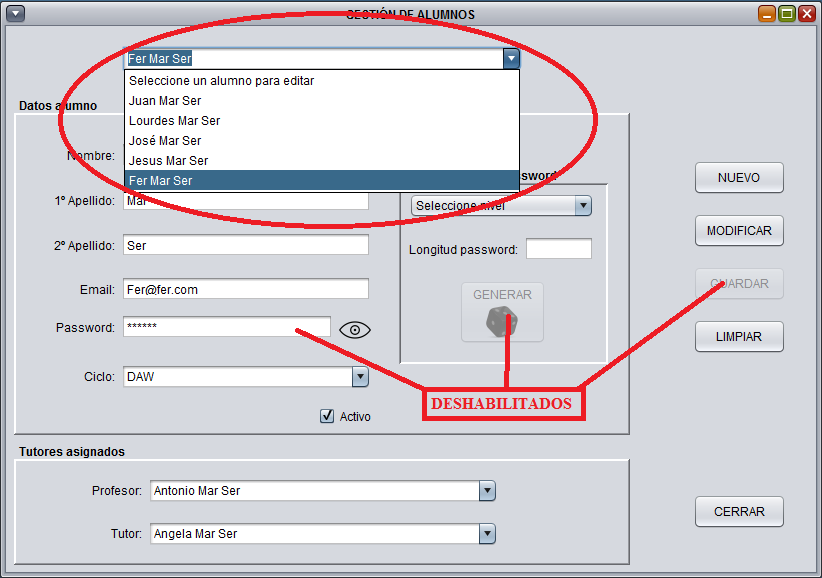 GESTIÓN DE ALUMNOS
Fer Mar Ser
Seleccione un alumno para editar
Juan Mar Ser
Lourdes Mar Ser
José Mar Ser
Jesus Mar Ser
Fer Mar Ser
Datos alumno
Nombre:
1º Apellido: Mar
2º Apellido: Ser
Email: Fer@fer.com
Password: ******
Ciclo: DAW
Activo
ssword
Seleccione nivel
Longitud password:
GENERAR
DESHABILITADOS
NUEVO
MODIFICAR
GUARDAR
LIMPIAR
Tutores asignados
Profesor: Antonio Mar Ser
Tutor: Angela Mar Ser
CERRAR